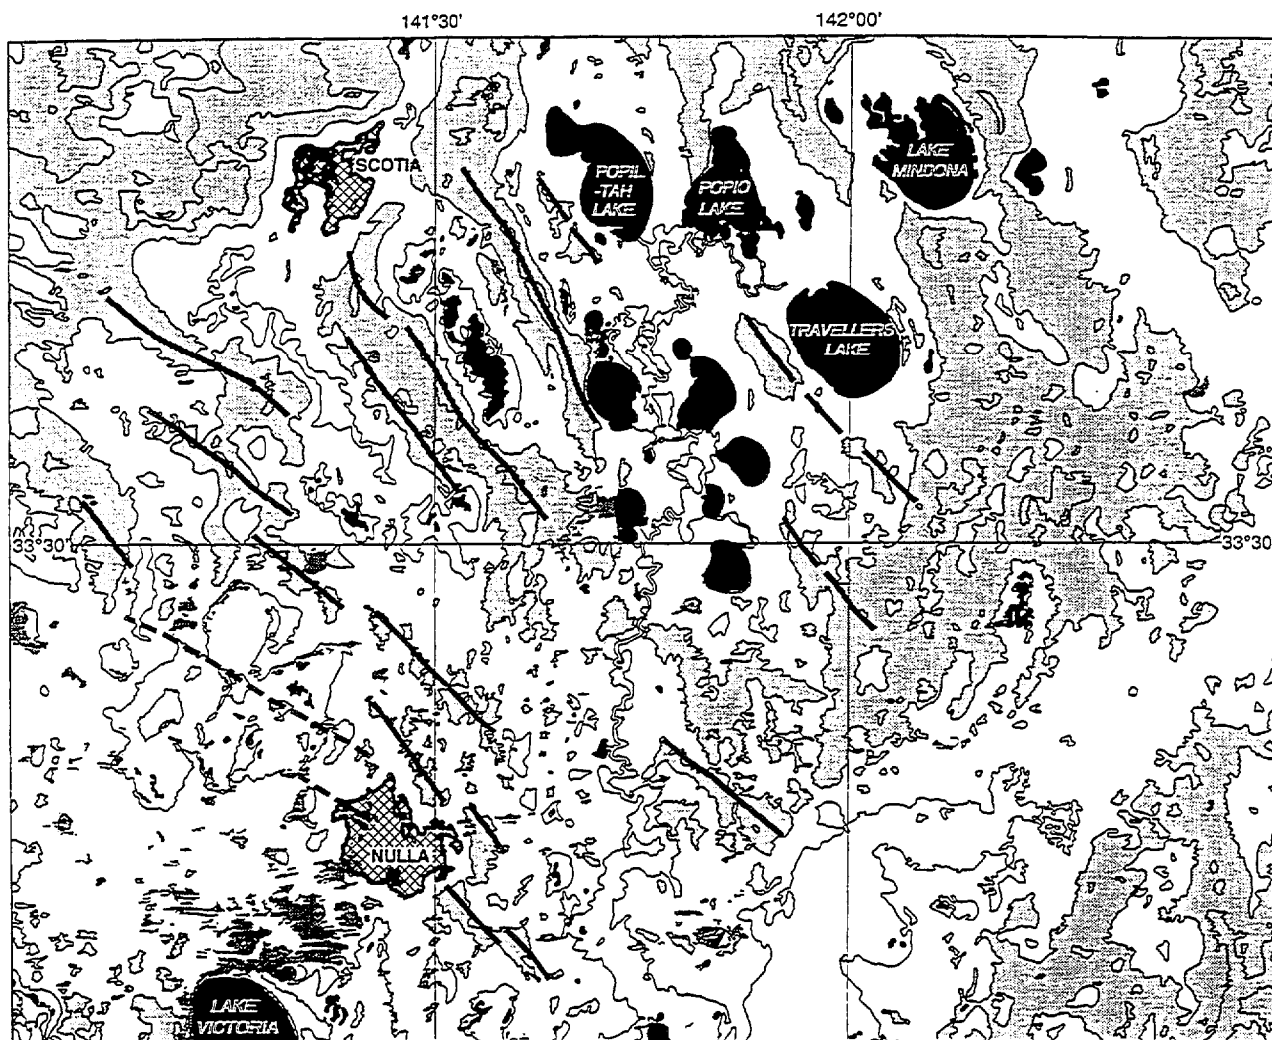 141°30'
142°00'
SCOTIA
POPIL
-TAH
LAKE
POPIO
LAKE
LAKE
MINDONA
TRAVELLERS
LAKE
33°30'
33°30'
NULLA
LAKE
VICTORIA